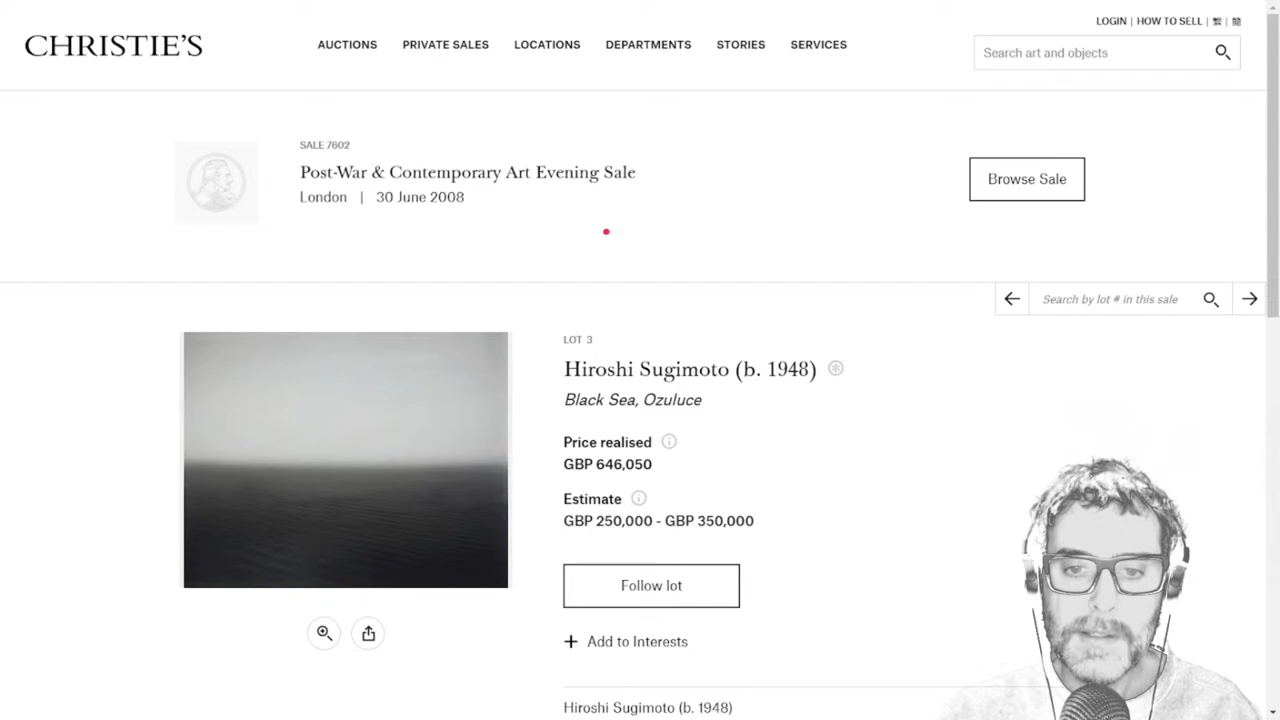 LOGIN | HOW TO SELL | 繁 | 簡
CHRISTIE'S
AUCTIONS PRIVATE SALES LOCATIONS DEPARTMENTS STORIES SERVICES
Search art and objects
SALE 7602
Post-War & Contemporary Art Evening Sale
London | 30 June 2008
Browse Sale
Search by lot # in this sale
LOT 3
Hiroshi Sugimoto (b. 1948)
Black Sea, Ozuluce
Price realised
GBP 646,050
Estimate
GBP 250,000 - GBP 350,000
Follow lot
+ Add to Interests
Hiroshi Sugimoto (b. 1948)